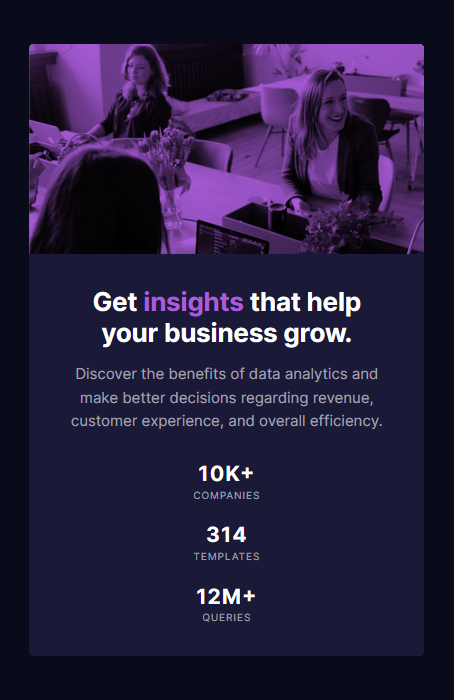 Get insights that help
your business grow.
Discover the benefits of data analytics and
make better decisions regarding revenue,
customer experience, and overall efficiency.
10K+
COMPANIES
314
TEMPLATES
12M+
QUERIES